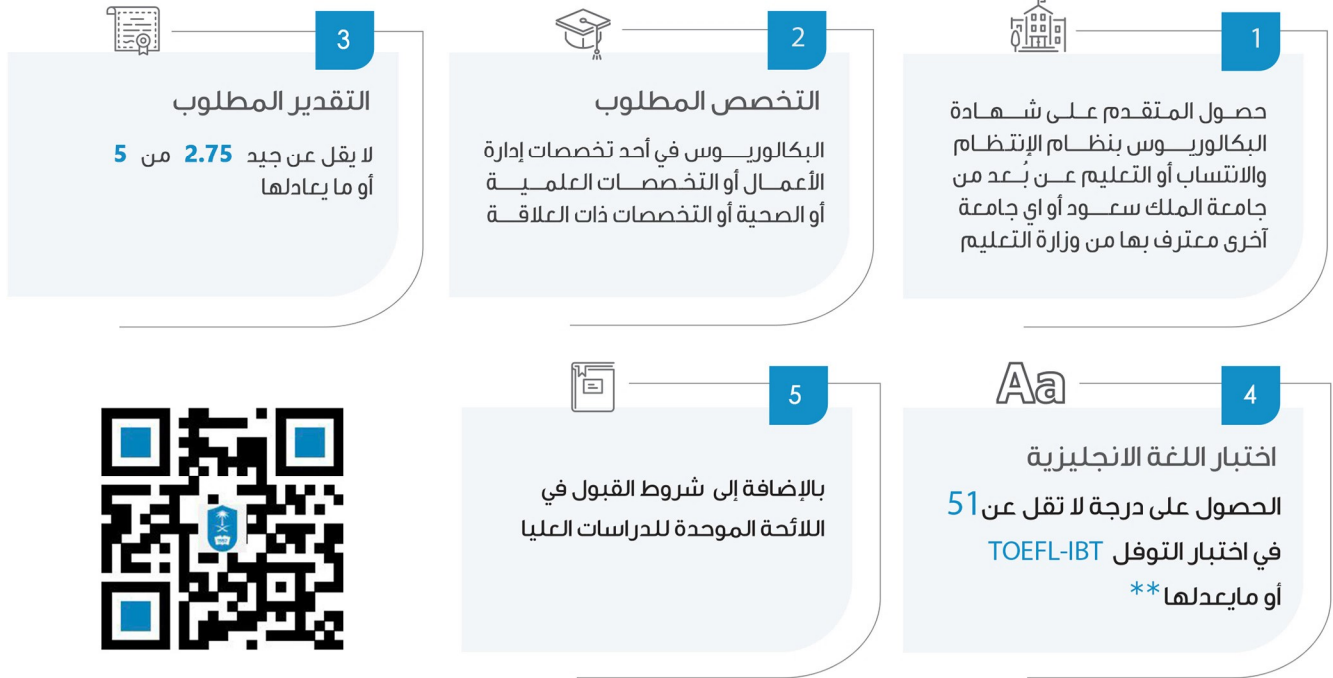 1
حصول المتقدم على شهادة
البكالوريوس بنظام الإنتظام
والانتساب أو التعليم عن بُعد من
جامعة الملك سعود أو اي جامعة
آخرى معترف بها من وزارة التعليم
2
التخصص المطلوب
البكالوريوس في أحد تخصصات إدارة
الأعمال أو التخصصات العلمية
أو الصحية أو التخصصات ذات العلاقة
3
التقدير المطلوب
لا يقل عن جيد 2.75 من 5
أو ما يعادلها
4
Aa
اختبار اللغة الانجليزية
الحصول على درجة لا تقل عن 51
في اختبار التوفل TOEFL-IBT
أو مايعدلها**
5
بالإضافة إلى شروط القبول في
اللائحة الموحدة للدراسات العليا